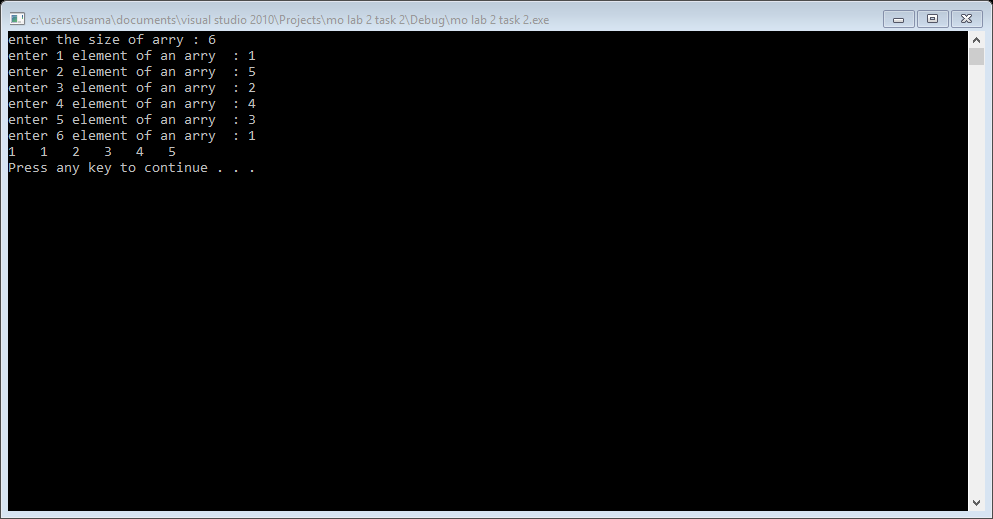 c:\users\usama\documents\visual studio 2010\Projects\mo lab 2 task 2\Debug\mo lab 2 task 2.exe
enter the size of arry : 6
enter 1 element of an arry  : 1
enter 2 element of an arry  : 5
enter 3 element of an arry  : 2
enter 4 element of an arry  : 4
enter 5 element of an arry  : 3
enter 6 element of an arry  : 1
1   1   2   3   4   5
Press any key to continue . . .